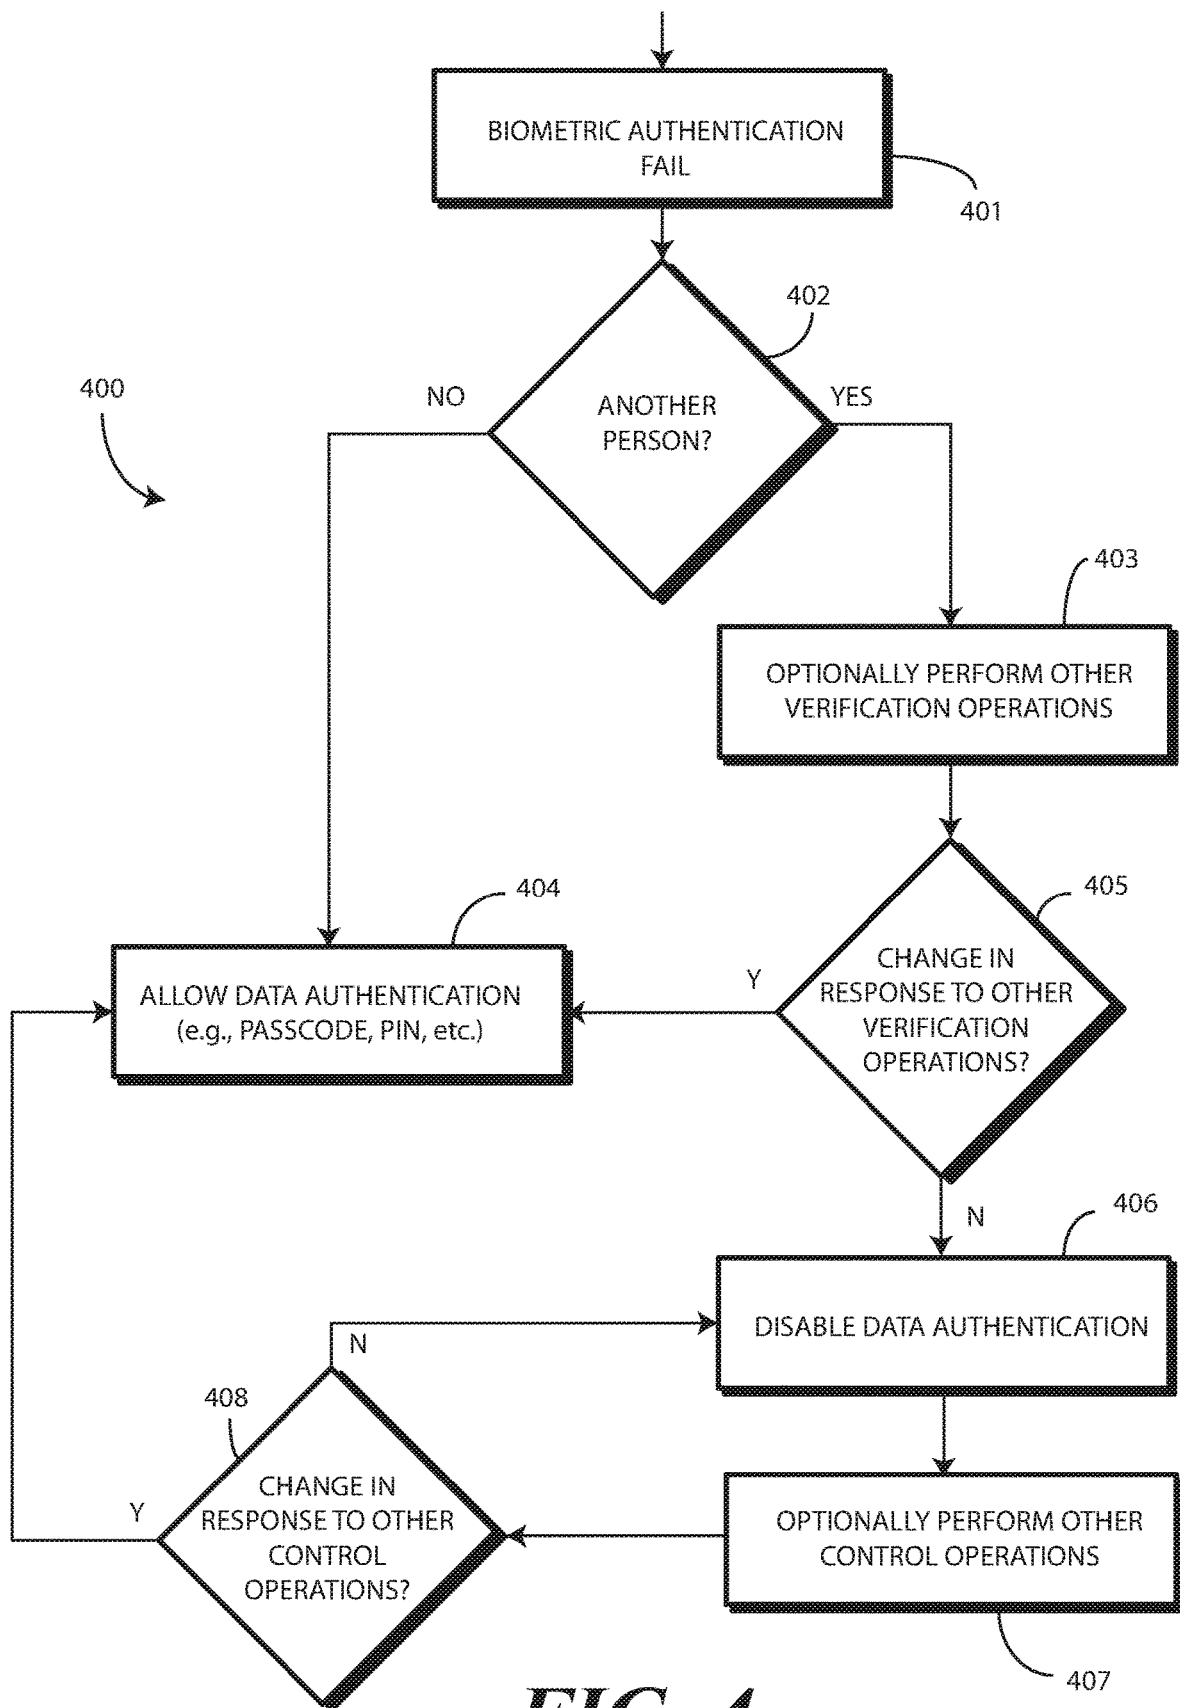 BIOMETRIC AUTHENTICATION
FAIL
401
402
400
NO
YES
ANOTHER
PERSON?
403
OPTIONALLY PERFORM OTHER
VERIFICATION OPERATIONS
404
405
ALLOW DATA AUTHENTICATION
(e.g., PASSCODE, PIN, etc.)
Y
CHANGE IN
RESPONSE TO OTHER
VERIFICATION
OPERATIONS?
N
406
DISABLE DATA AUTHENTICATION
N
408
CHANGE IN
RESPONSE TO OTHER
CONTROL
OPERATIONS?
Y
OPTIONALLY PERFORM OTHER
CONTROL OPERATIONS
407
FIG. 4